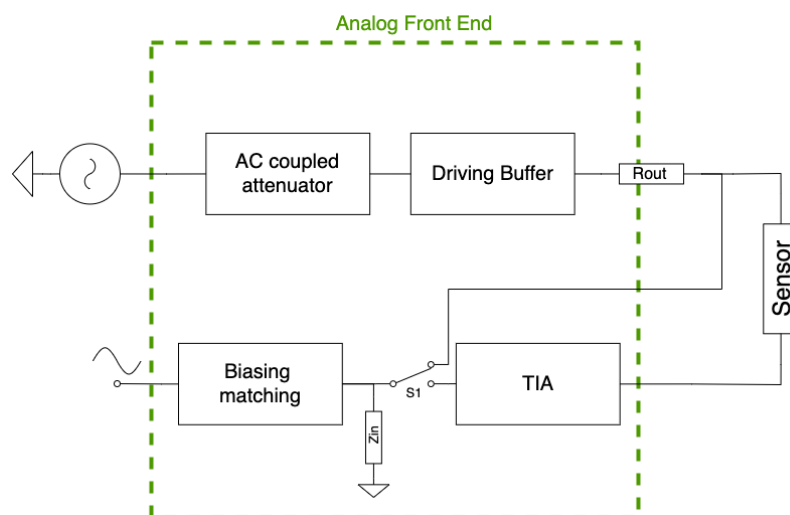 Analog Front End
AC coupled
attenuator
Driving Buffer
Rout
Sensor
Biasing
matching
S1
TIA
Zin